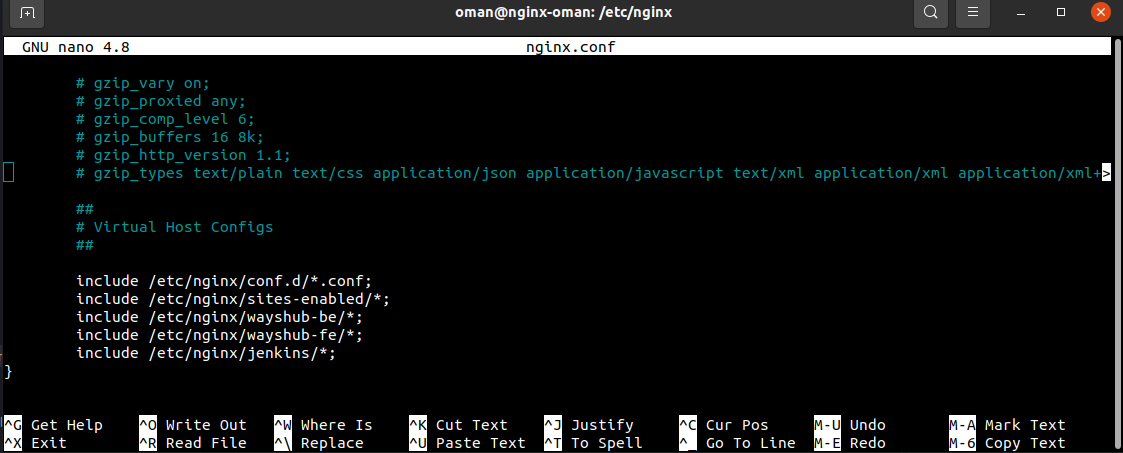 oman@nginx-oman: /etc/nginx
GNU nano 4.8 nginx.conf
# gzip_vary on;
# gzip_proxied any;
# gzip_comp_level 6;
# gzip_buffers 16 8k;
# gzip_http_version 1.1;
# gzip_types text/plain text/css application/json application/javascript text/xml application/xml application/xml+>
##
# Virtual Host Configs
##
include /etc/nginx/conf.d/*.conf;
include /etc/nginx/sites-enabled/*;
include /etc/nginx/wayshub-be/*;
include /etc/nginx/wayshub-fe/*;
include /etc/nginx/jenkins/*;
}
^G Get Help ^O Write Out ^W Where Is ^K Cut Text ^J Justify ^C Cur Pos M-U Undo M-A Mark Text
^X Exit ^R Read File ^\ Replace ^U Paste Text ^T To Spell ^_ Go To Line M-E Redo M-6 Copy Text